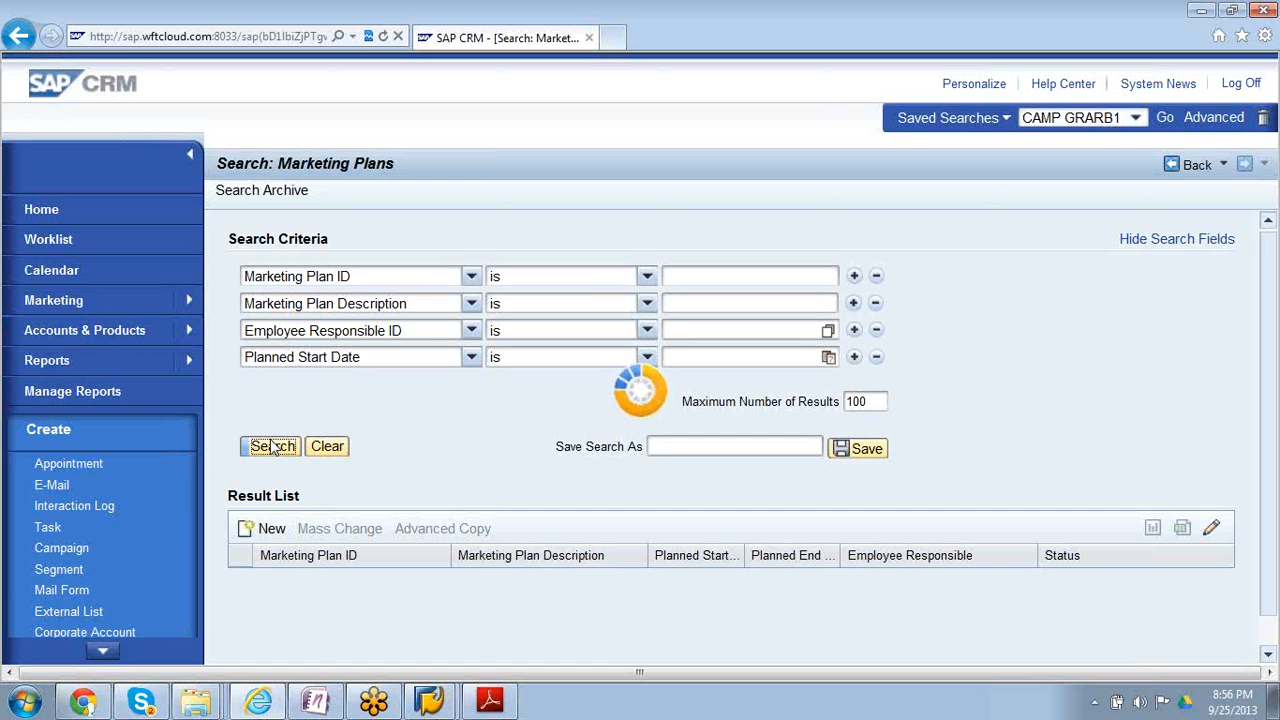 http://sap.wftcloud.com:8033/sap(bD1lbiZjPTgv
SAP CRM - [Search: Market...
SAP CRM
Personalize
Help Center
System News
Log Off
Saved Searches
CAMP GRARB1
Go
Advanced
Search: Marketing Plans
Back
Search Archive
Home
Worklist
Calendar
Marketing
Accounts & Products
Reports
Manage Reports
Create
Appointment
E-Mail
Interaction Log
Task
Campaign
Segment
Mail Form
External List
Corporate Account
Search Criteria
Hide Search Fields
Marketing Plan ID is
Marketing Plan Description is
Employee Responsible ID is
Planned Start Date is
Maximum Number of Results 100
Search Clear
Save Search As
Save
Result List
New Mass Change Advanced Copy
Marketing Plan ID Marketing Plan Description Planned Start... Planned End ... Employee Responsible Status
8:56 PM
9/25/2013